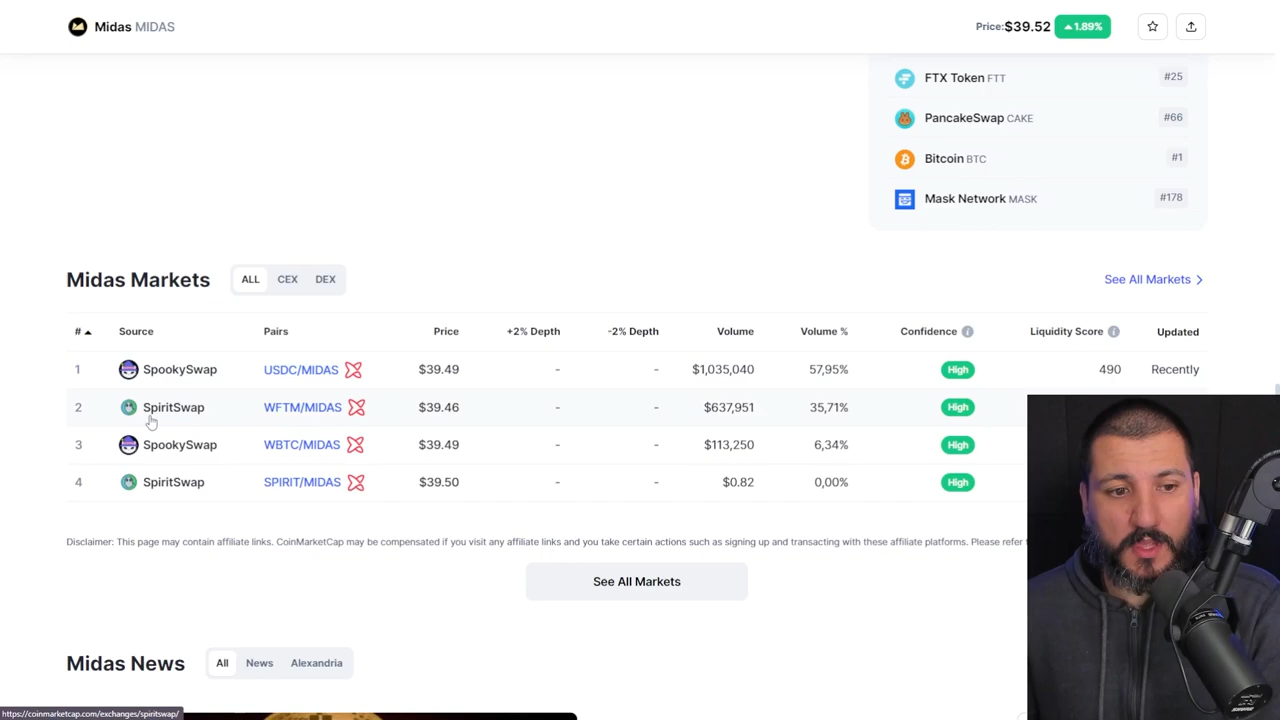 Midas MIDAS
Price: $39.52 1.89%
FTX Token FTT #25
PancakeSwap CAKE #66
Bitcoin BTC #1
Mask Network MASK #178
Midas Markets ALL CEX DEX See All Markets
# Source Pairs Price +2% Depth -2% Depth Volume Volume % Confidence Liquidity Score Updated
1 SpookySwap USDC/MIDAS $39.49 - - $1,035,040 57,95% High 490 Recently
2 SpiritSwap WFTM/MIDAS $39.46 - - $637,951 35,71% High
3 SpookySwap WBTC/MIDAS $39.49 - - $113,250 6,34% High
4 SpiritSwap SPIRIT/MIDAS $39.50 - - $0.82 0,00% High
Disclaimer: This page may contain affiliate links. CoinMarketCap may be compensated if you visit any affiliate links and you take certain actions such as signing up and transacting with these affiliate platforms. Please refer
See All Markets
Midas News All News Alexandria
https://coinmarketcap.com/exchanges/spiritswap/